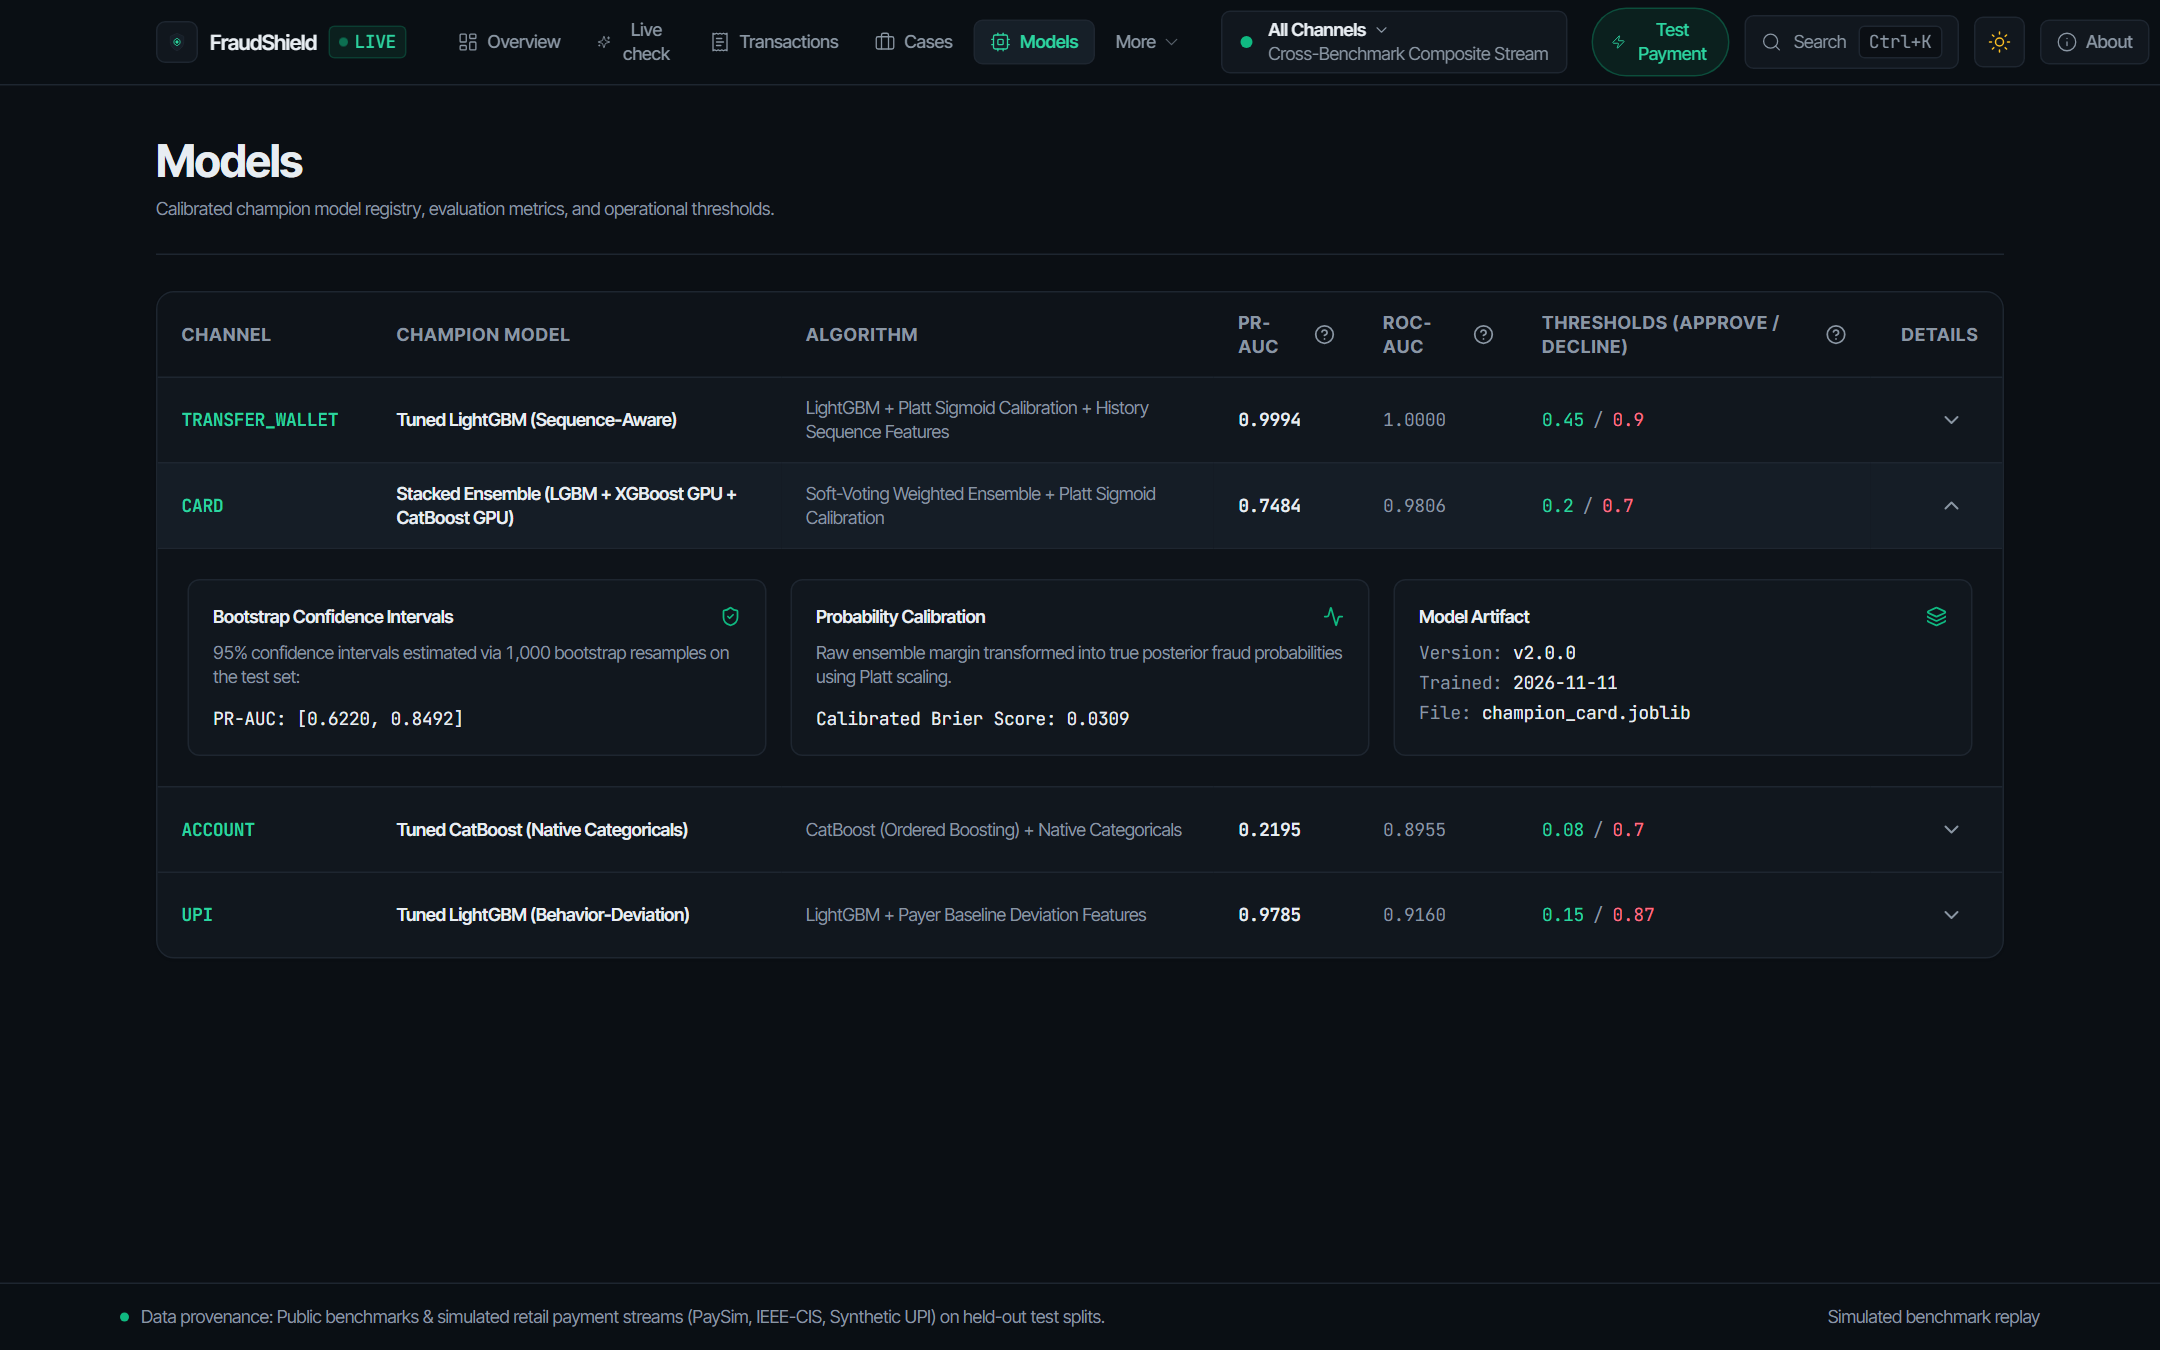 FraudShield
LIVE
Overview
Live
check
Transactions
Cases
Models
More
All Channels
Cross-Benchmark Composite Stream
Test
Payment
Search
Ctrl+K
About
Models
Calibrated champion model registry, evaluation metrics, and operational thresholds.
CHANNEL
CHAMPION MODEL
ALGORITHM
PR-
AUC
ROC-
AUC
THRESHOLDS (APPROVE /
DECLINE)
DETAILS
TRANSFER_WALLET
Tuned LightGBM (Sequence-Aware)
LightGBM + Platt Sigmoid Calibration + History
Sequence Features
0.9994
1.0000
0.45 / 0.9
CARD
Stacked Ensemble (LGBM + XGBoost GPU +
CatBoost GPU)
Soft-Voting Weighted Ensemble + Platt Sigmoid
Calibration
0.7484
0.9806
0.2 / 0.7
Bootstrap Confidence Intervals
95% confidence intervals estimated via 1,000 bootstrap resamples on
the test set:
PR-AUC: [0.6220, 0.8492]
Probability Calibration
Raw ensemble margin transformed into true posterior fraud probabilities
using Platt scaling.
Calibrated Brier Score: 0.0309
Model Artifact
Version: v2.0.0
Trained: 2026-11-11
File: champion_card.joblib
ACCOUNT
Tuned CatBoost (Native Categoricals)
CatBoost (Ordered Boosting) + Native Categoricals
0.2195
0.8955
0.08 / 0.7
UPI
Tuned LightGBM (Behavior-Deviation)
LightGBM + Payer Baseline Deviation Features
0.9785
0.9160
0.15 / 0.87
Data provenance: Public benchmarks & simulated retail payment streams (PaySim, IEEE-CIS, Synthetic UPI) on held-out test splits.
Simulated benchmark replay